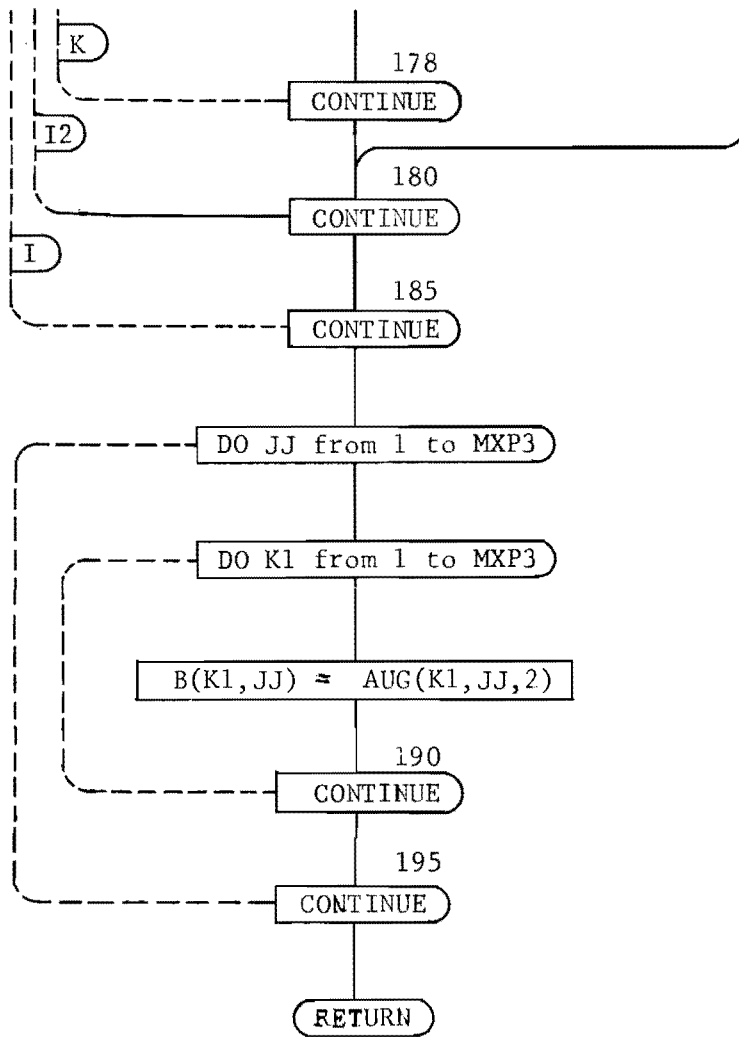 K
178
CONTINUE
I2
180
CONTINUE
I
185
CONTINUE
DO JJ from 1 to MXP3
DO K1 from 1 to MXP3
B(K1,JJ) = AUG(K1,JJ,2)
190
CONTINUE
195
CONTINUE
RETURN